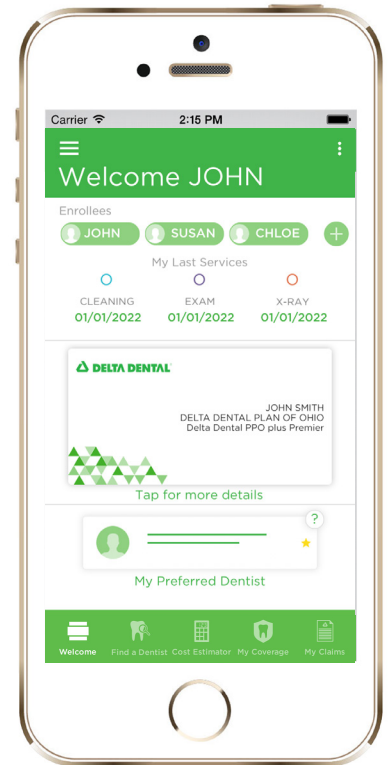 Carrier 2:15 PM
Welcome JOHN
Enrollees
JOHN SUSAN CHLOE +
My Last Services
CLEANING EXAM X-RAY
01/01/2022 01/01/2022 01/01/2022
DELTA DENTAL
JOHN SMITH
DELTA DENTAL PLAN OF OHIO
Delta Dental PPO plus Premier
Tap for more details
?
My Preferred Dentist
Welcome Find a Dentist Cost Estimator My Coverage My Claims